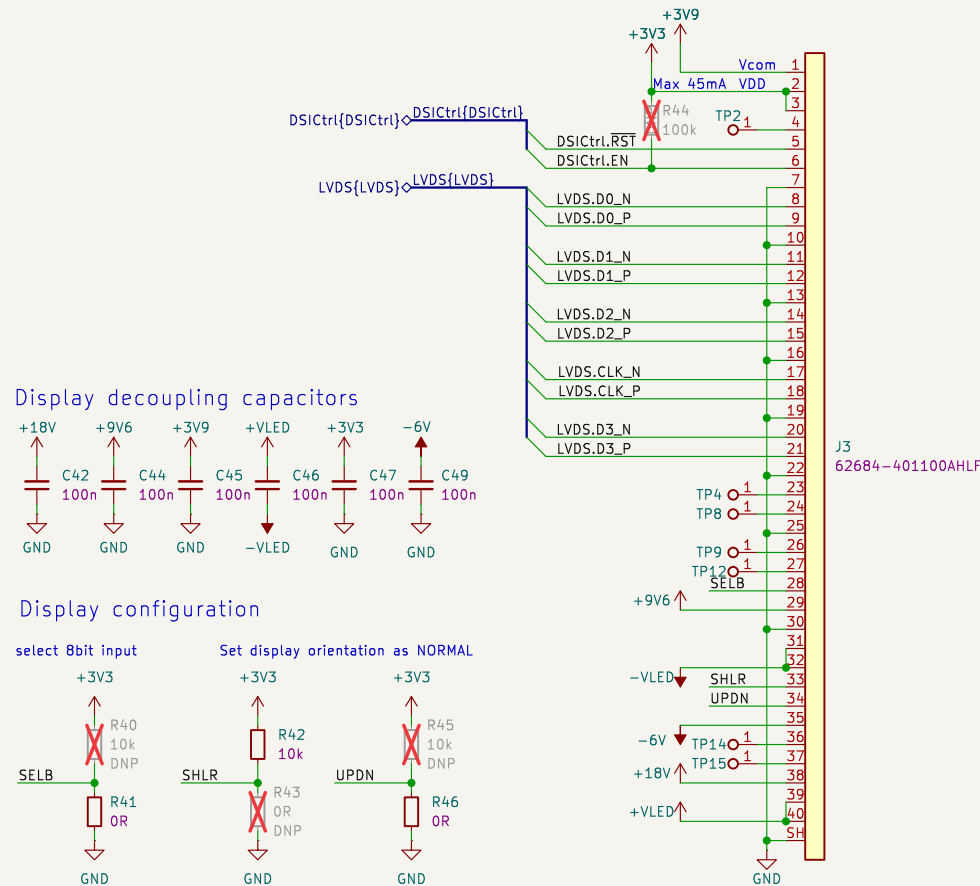 +3V9
+3V3
Vcom 1
Max 45mA VDD 2
3
R44
100k
TP2 1 4
DSICtrl{DSICtrl} DSICtrl{DSICtrl}
DSICtrl.RST 5
DSICtrl.EN 6
LVDS{LVDS} LVDS{LVDS} 7
LVDS.D0_N 8
LVDS.D0_P 9
10
LVDS.D1_N 11
LVDS.D1_P 12
13
LVDS.D2_N 14
LVDS.D2_P 15
16
LVDS.CLK_N 17
LVDS.CLK_P 18
19
LVDS.D3_N 20
LVDS.D3_P 21
22
J3
62684-401100AHLF
TP4 1 23
TP8 1 24
25
TP9 1 26
TP12 1 27
SELB 28
+9V6 29
30
31
-VLED 32
SHLR 33
UPDN 34
-6V 35
TP14 1 36
TP15 1 37
+18V 38
39
+VLED 40
SH
GND
Display decoupling capacitors
+18V +9V6 +3V9 +VLED +3V3 -6V
C42 C44 C45 C46 C47 C49
100n 100n 100n 100n 100n 100n
GND GND GND -VLED GND GND
Display configuration
select 8bit input
+3V3
R40
10k
DNP
SELB
R41
0R
GND
Set display orientation as NORMAL
+3V3 +3V3
R42
10k
SHLR
R43
0R
DNP
GND
R45
10k
DNP
UPDN
R46
0R
GND